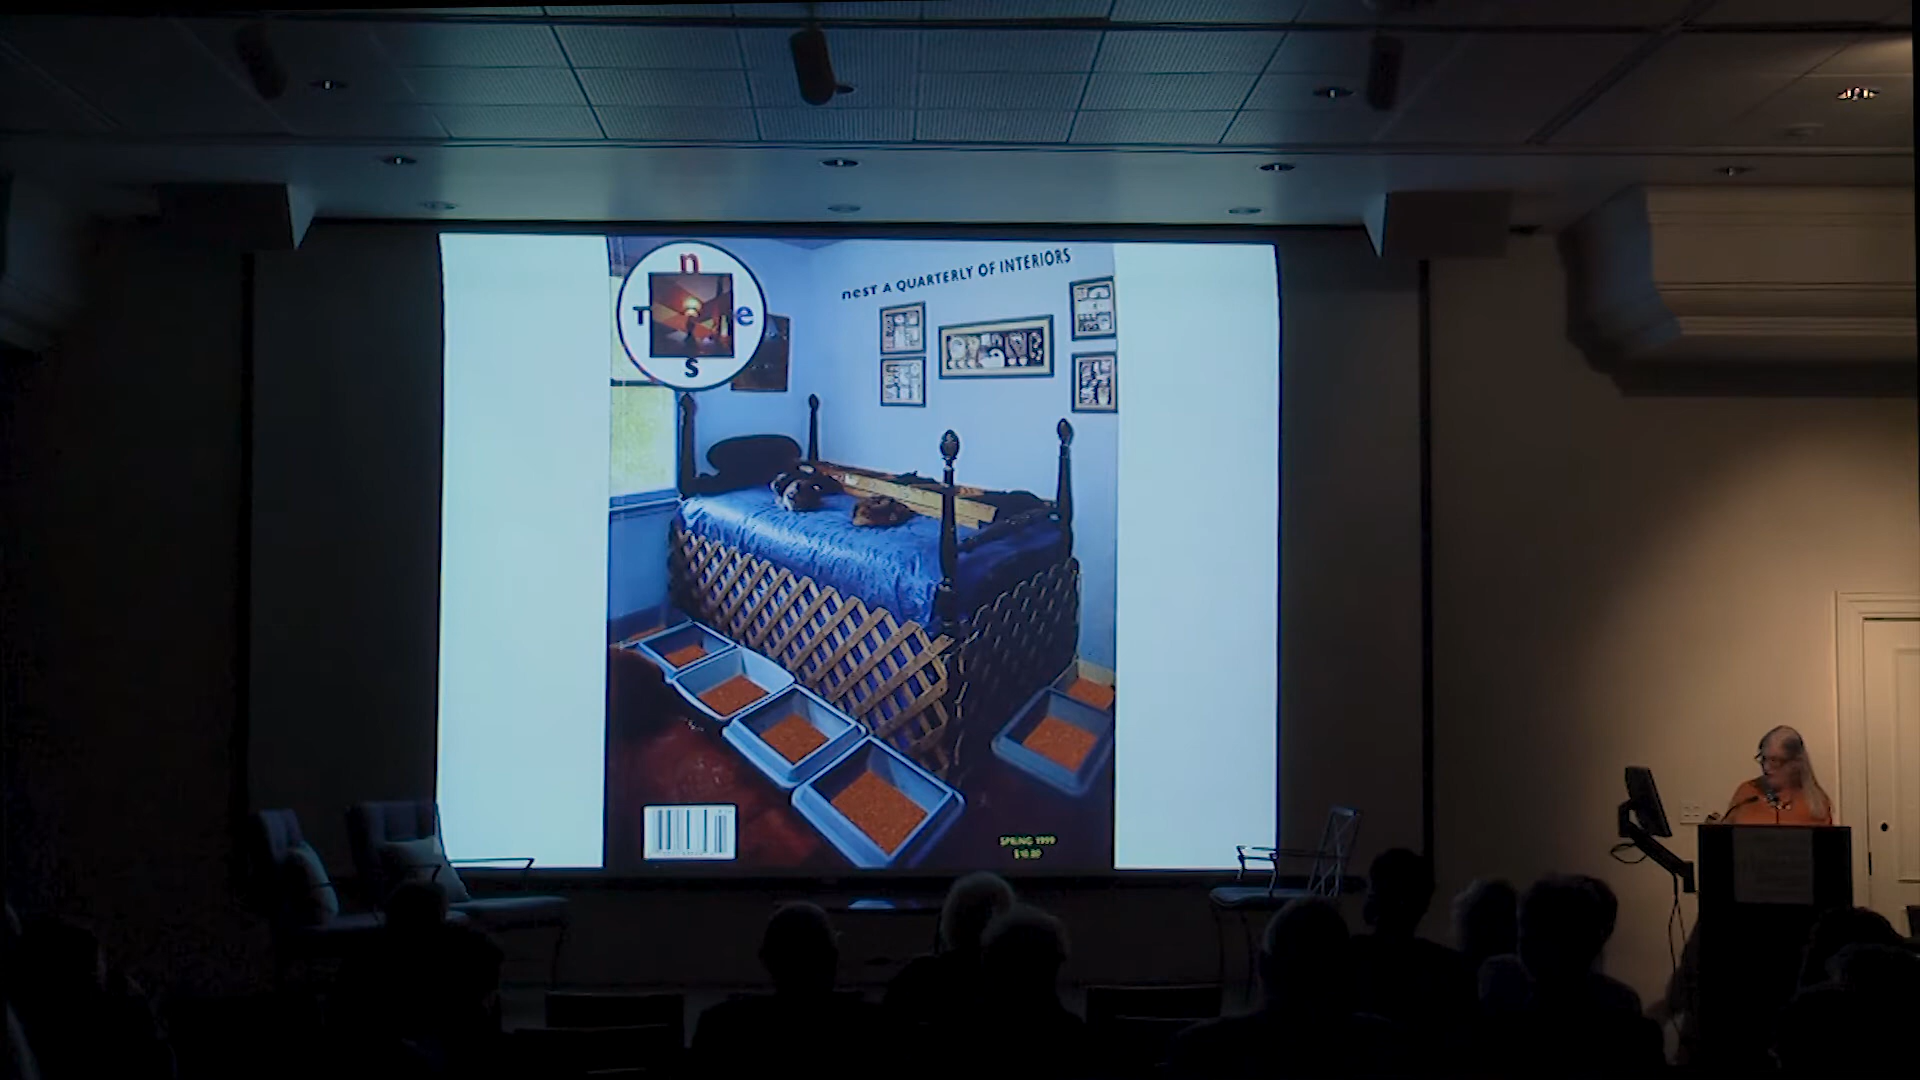 n
T e
s
nest A QUARTERLY OF INTERIORS
SPRING 1999